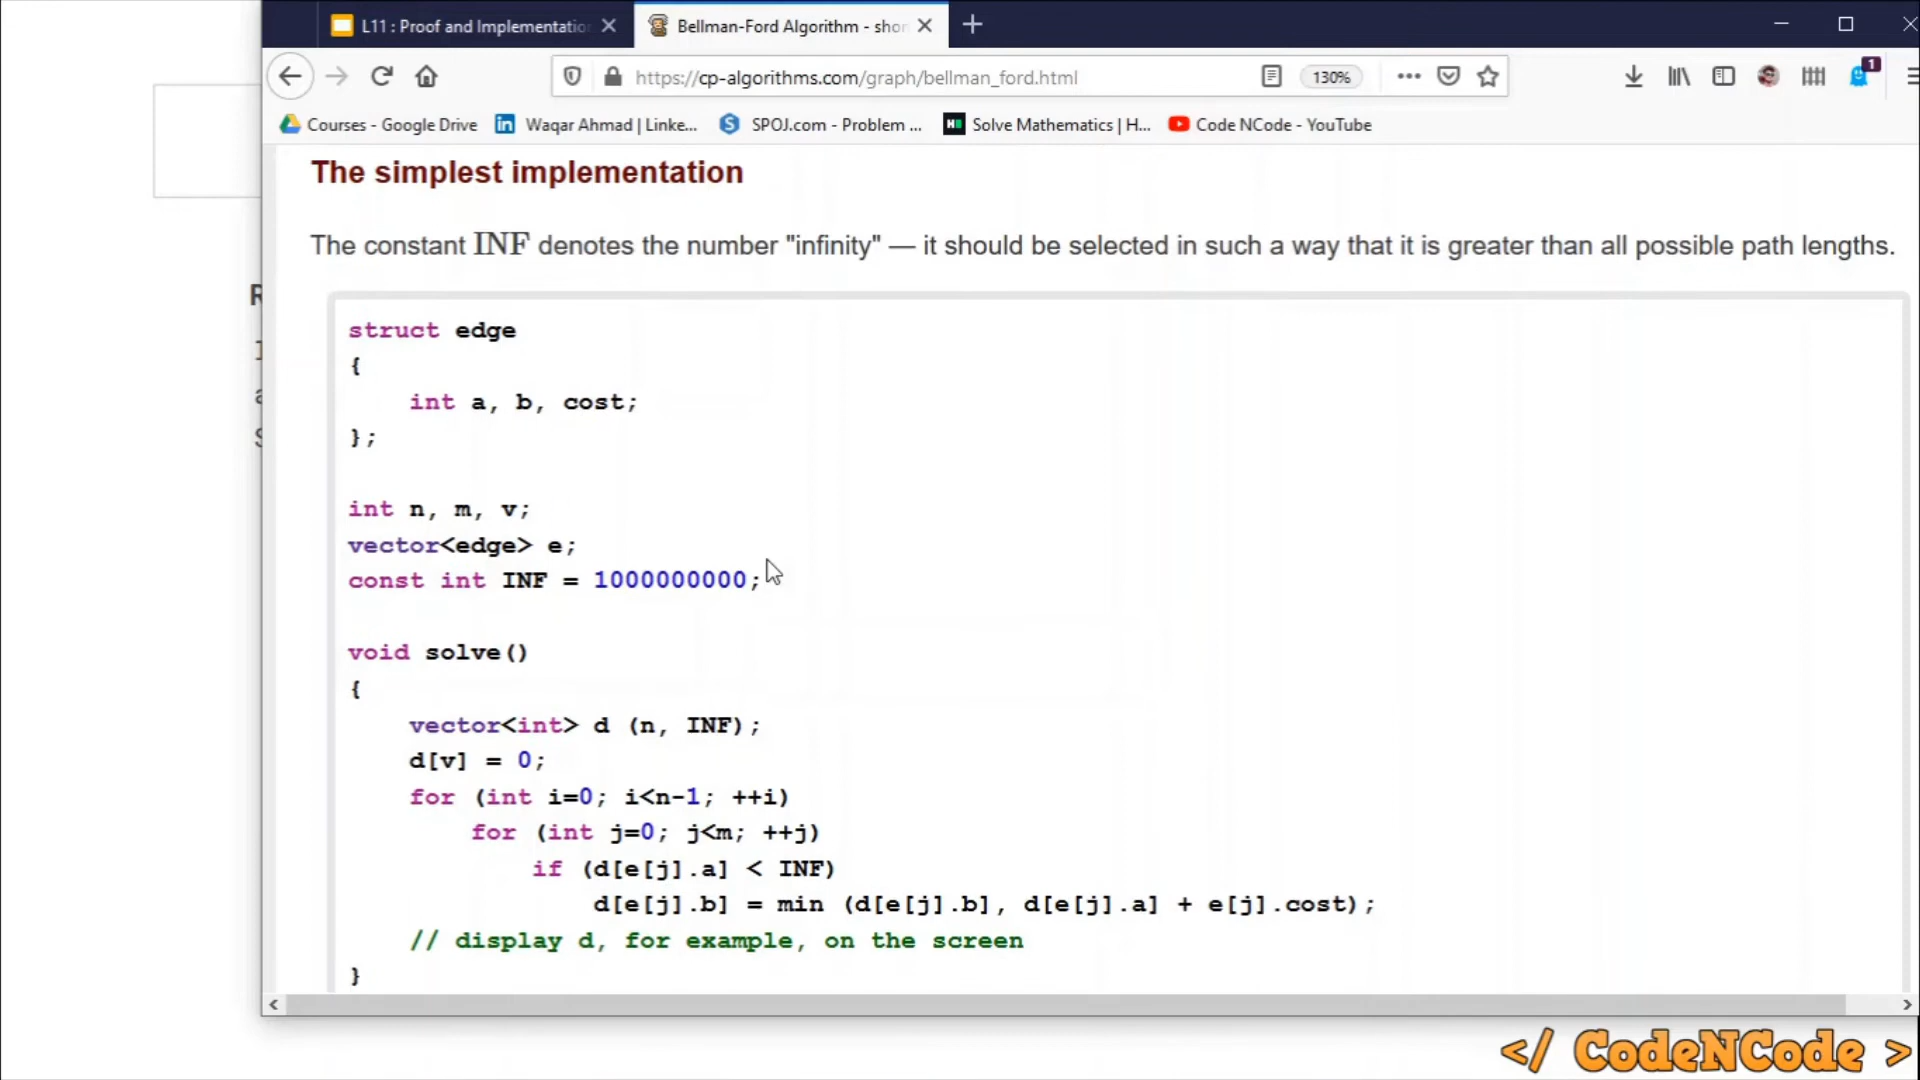 L11 : Proof and Implementatio
Bellman-Ford Algorithm - shor
https://cp-algorithms.com/graph/bellman_ford.html
130%
1
Courses - Google Drive
in Waqar Ahmad | Linke...
S SPOJ.com - Problem ...
H Solve Mathematics | H...
Code NCode - YouTube
The simplest implementation
The constant INF denotes the number "infinity" — it should be selected in such a way that it is greater than all possible path lengths.
struct edge
{
    int a, b, cost;
};
int n, m, v;
vector<edge> e;
const int INF = 1000000000;
void solve()
{
    vector<int> d (n, INF);
    d[v] = 0;
    for (int i=0; i<n-1; ++i)
        for (int j=0; j<m; ++j)
            if (d[e[j].a] < INF)
                d[e[j].b] = min (d[e[j].b], d[e[j].a] + e[j].cost);
    // display d, for example, on the screen
}
</ CodeNCode >